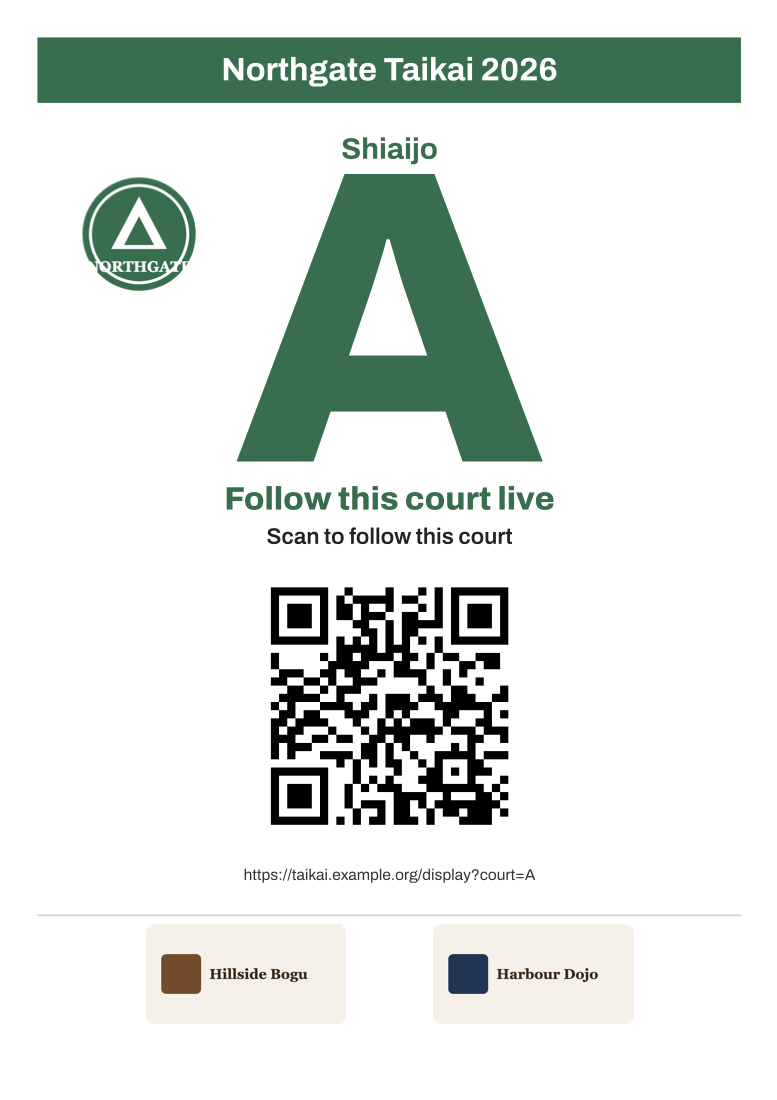 Northgate Taikai 2026
Shiaijo
NORTHGATE
A
Follow this court live
Scan to follow this court
https://taikai.example.org/display?court=A
Hillside Bogu
Harbour Dojo